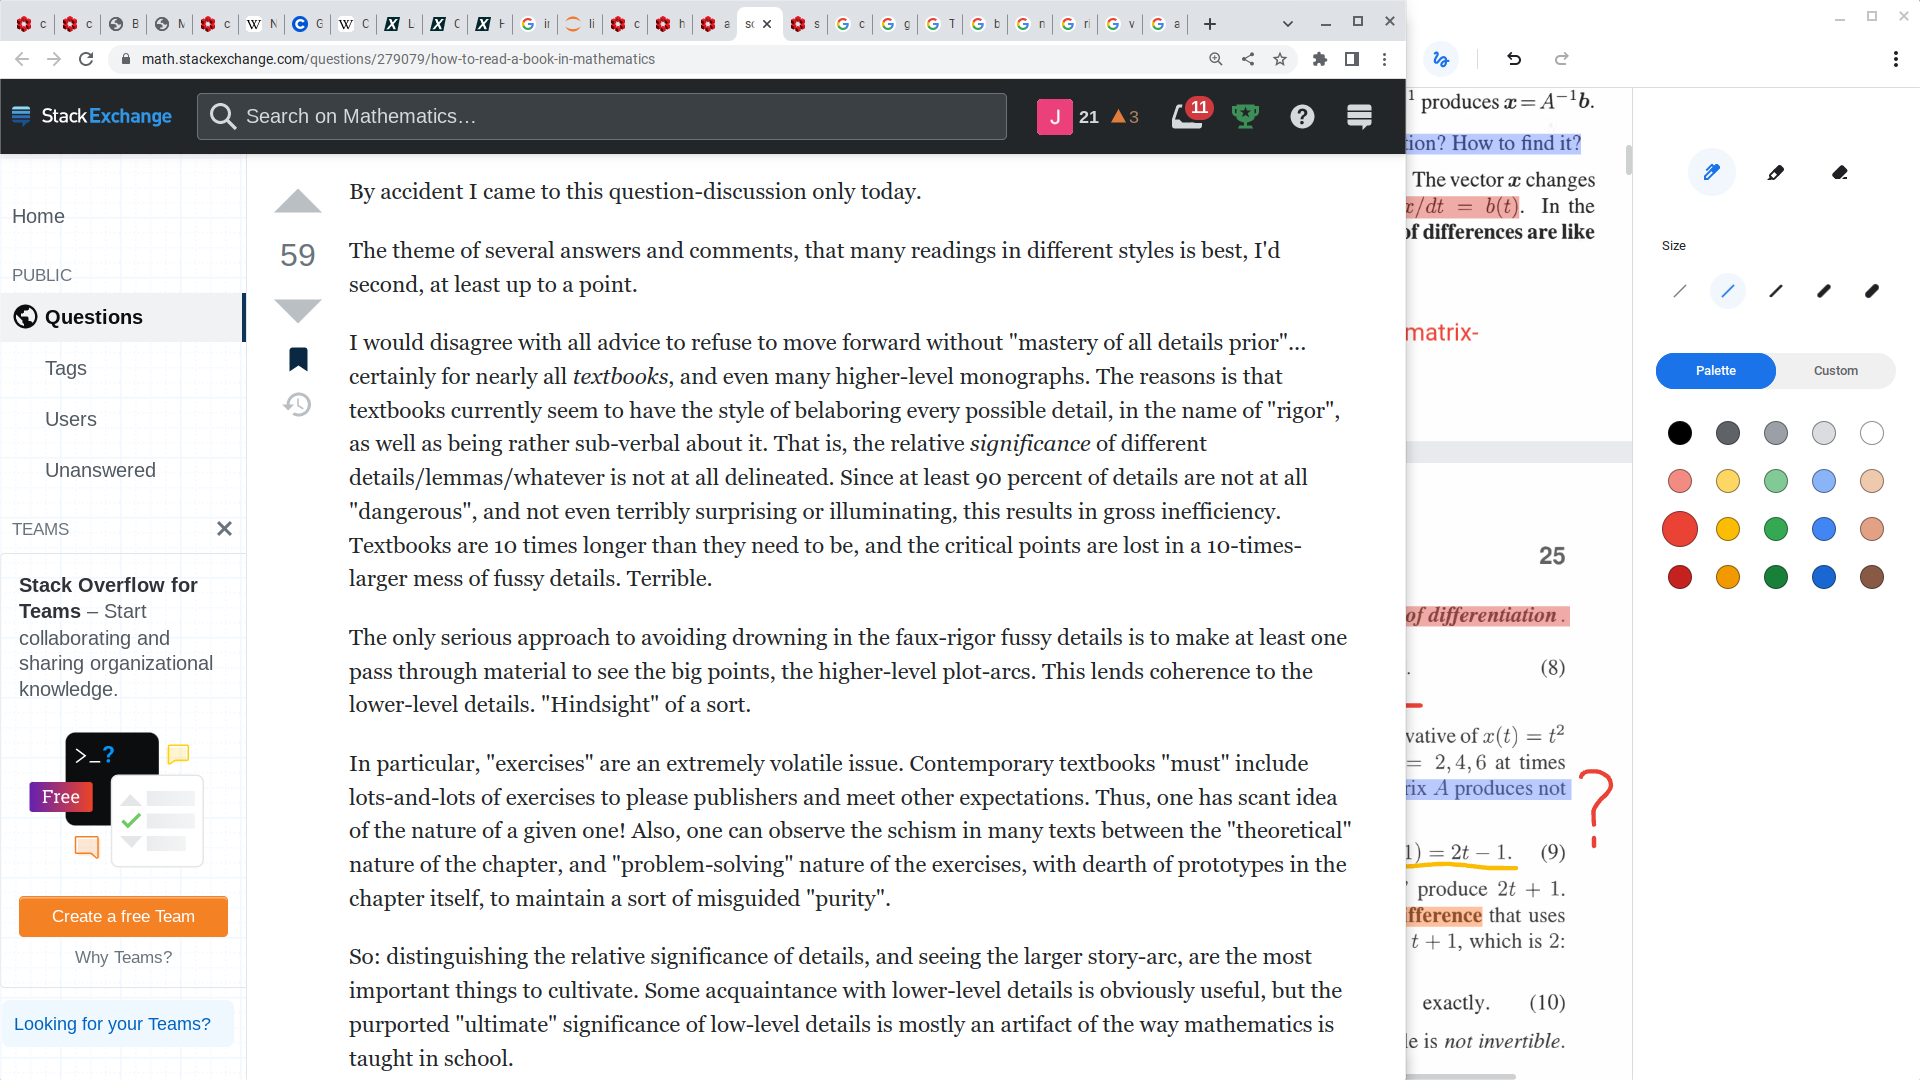 math.stackexchange.com/questions/279079/how-to-read-a-book-in-mathematics
StackExchange
Search on Mathematics…
J
21
3
11
Home
PUBLIC
Questions
Tags
Users
Unanswered
TEAMS
Stack Overflow for
Teams – Start
collaborating and
sharing organizational
knowledge.
>_?
Free
Create a free Team
Why Teams?
Looking for your Teams?
59
By accident I came to this question-discussion only today.
The theme of several answers and comments, that many readings in different styles is best, I'd
second, at least up to a point.
I would disagree with all advice to refuse to move forward without "mastery of all details prior"...
certainly for nearly all textbooks, and even many higher-level monographs. The reasons is that
textbooks currently seem to have the style of belaboring every possible detail, in the name of "rigor",
as well as being rather sub-verbal about it. That is, the relative significance of different
details/lemmas/whatever is not at all delineated. Since at least 90 percent of details are not at all
"dangerous", and not even terribly surprising or illuminating, this results in gross inefficiency.
Textbooks are 10 times longer than they need to be, and the critical points are lost in a 10-times-
larger mess of fussy details. Terrible.
The only serious approach to avoiding drowning in the faux-rigor fussy details is to make at least one
pass through material to see the big points, the higher-level plot-arcs. This lends coherence to the
lower-level details. "Hindsight" of a sort.
In particular, "exercises" are an extremely volatile issue. Contemporary textbooks "must" include
lots-and-lots of exercises to please publishers and meet other expectations. Thus, one has scant idea
of the nature of a given one! Also, one can observe the schism in many texts between the "theoretical"
nature of the chapter, and "problem-solving" nature of the exercises, with dearth of prototypes in the
chapter itself, to maintain a sort of misguided "purity".
So: distinguishing the relative significance of details, and seeing the larger story-arc, are the most
important things to cultivate. Some acquaintance with lower-level details is obviously useful, but the
purported "ultimate" significance of low-level details is mostly an artifact of the way mathematics is
taught in school.
¹ produces x = A⁻¹b.
tion? How to find it?
The vector x changes
x/dt = b(t). In the
of differences are like
matrix-
25
of differentiation .
. (8)
vative of x(t) = t²
= 2, 4, 6 at times
rix A produces not
?
1) = 2t − 1. (9)
produce 2t + 1.
fference that uses
t + 1, which is 2:
exactly. (10)
le is not invertible.
Size
Palette
Custom